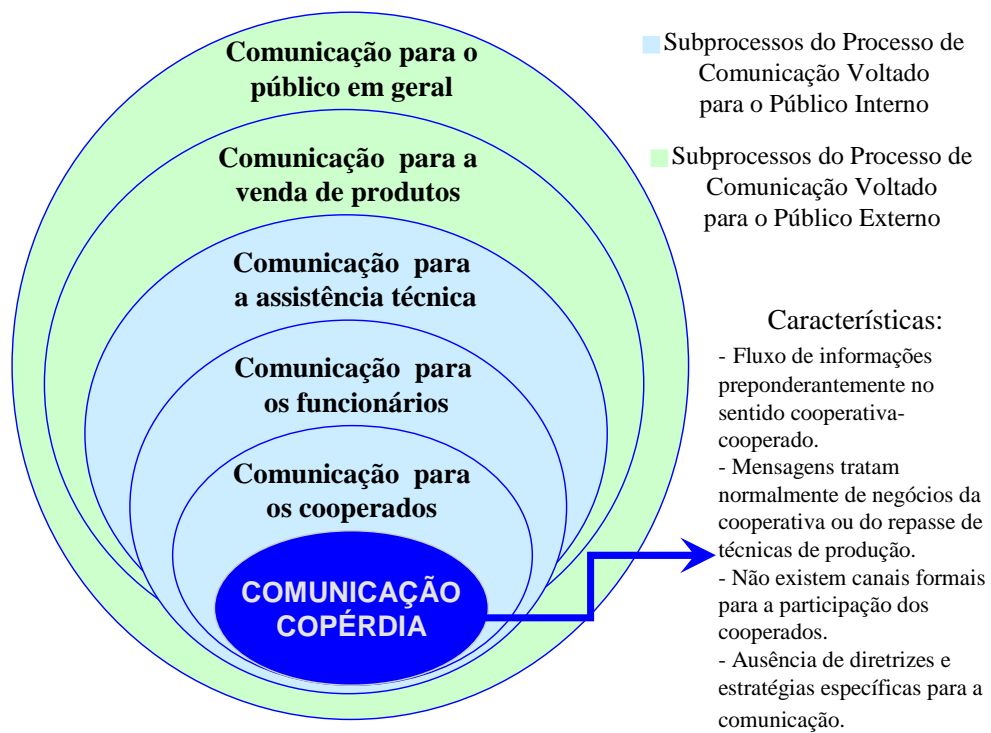 Comunicação para o
público em geral
Comunicação para a
venda de produtos
Comunicação para
a assistência técnica
Comunicação para
os funcionários
Comunicação para
os cooperados
COMUNICAÇÃO
COPÉRDIA
Subprocessos do Processo de
Comunicação Voltado
para o Público Interno
Subprocessos do Processo de
Comunicação Voltado
para o Público Externo
Características:
- Fluxo de informações
preponderantemente no
sentido cooperativa-
cooperado.
- Mensagens tratam
normalmente de negócios da
cooperativa ou do repasse de
técnicas de produção.
- Não existem canais formais
para a participação dos
cooperados.
- Ausência de diretrizes e
estratégias específicas para a
comunicação.